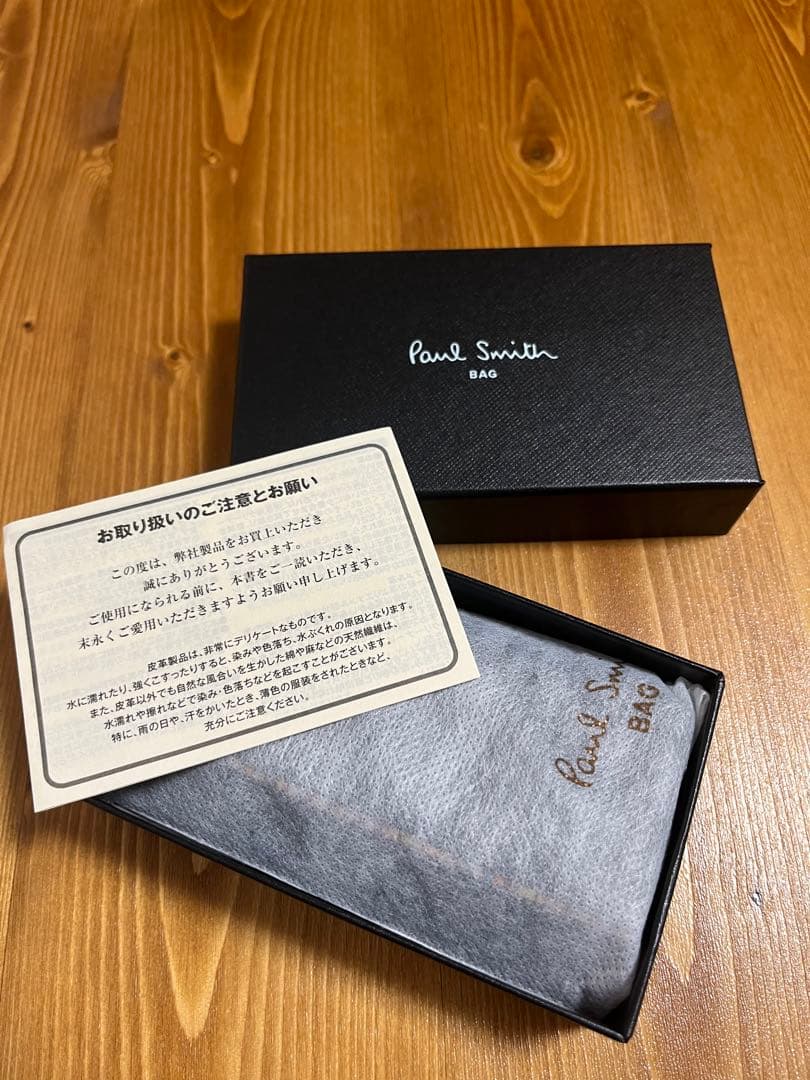 Paul Smith
BAG
お取り扱いのご注意とお願い
この度は、弊社製品をお買上いただき
誠にありがとうございます。
ご使用になられる前に、本書をご一読いただき、
末永くご愛用いただきますようお願い申し上げます。
皮革製品は、非常にデリケートなものです。
水に濡れたり、強くこすったりすると、染みや色落ち、水ぶくれの原因となります。
また、皮革以外でも自然な風合いを生かした綿や麻などの天然繊維は、
水濡れや擦れなどで染み・色落ちなどを起こすことがございます。
特に、雨の日や、汗をかいたとき、薄色の服装をされたときなど、
充分にご注意ください。
Paul Smi
BAG